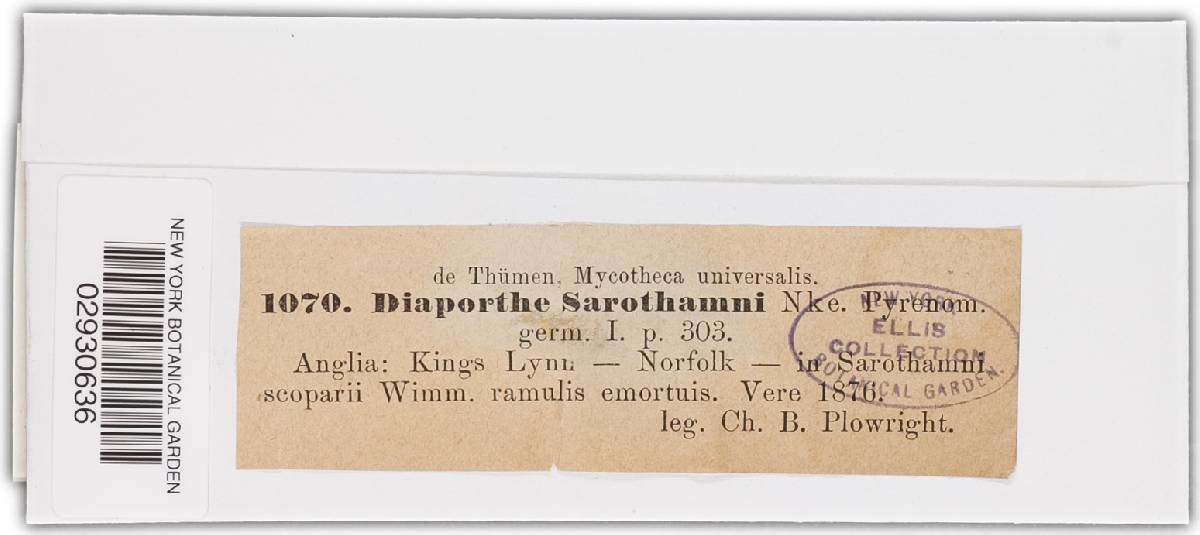 NEW YORK BOTANICAL GARDEN
02930636
de Thümen, Mycotheca universalis.
1070. Diaporthe Sarothamni Nke. Pyrenom.
germ. I. p. 303.
Anglia: Kings Lynn — Norfolk — in Sarothamni
scoparii Wimm. ramulis emortuis. Vere 1876.
leg. Ch. B. Plowright.
NEW YORK
ELLIS
COLLECTION
BOTANICAL GARDEN.